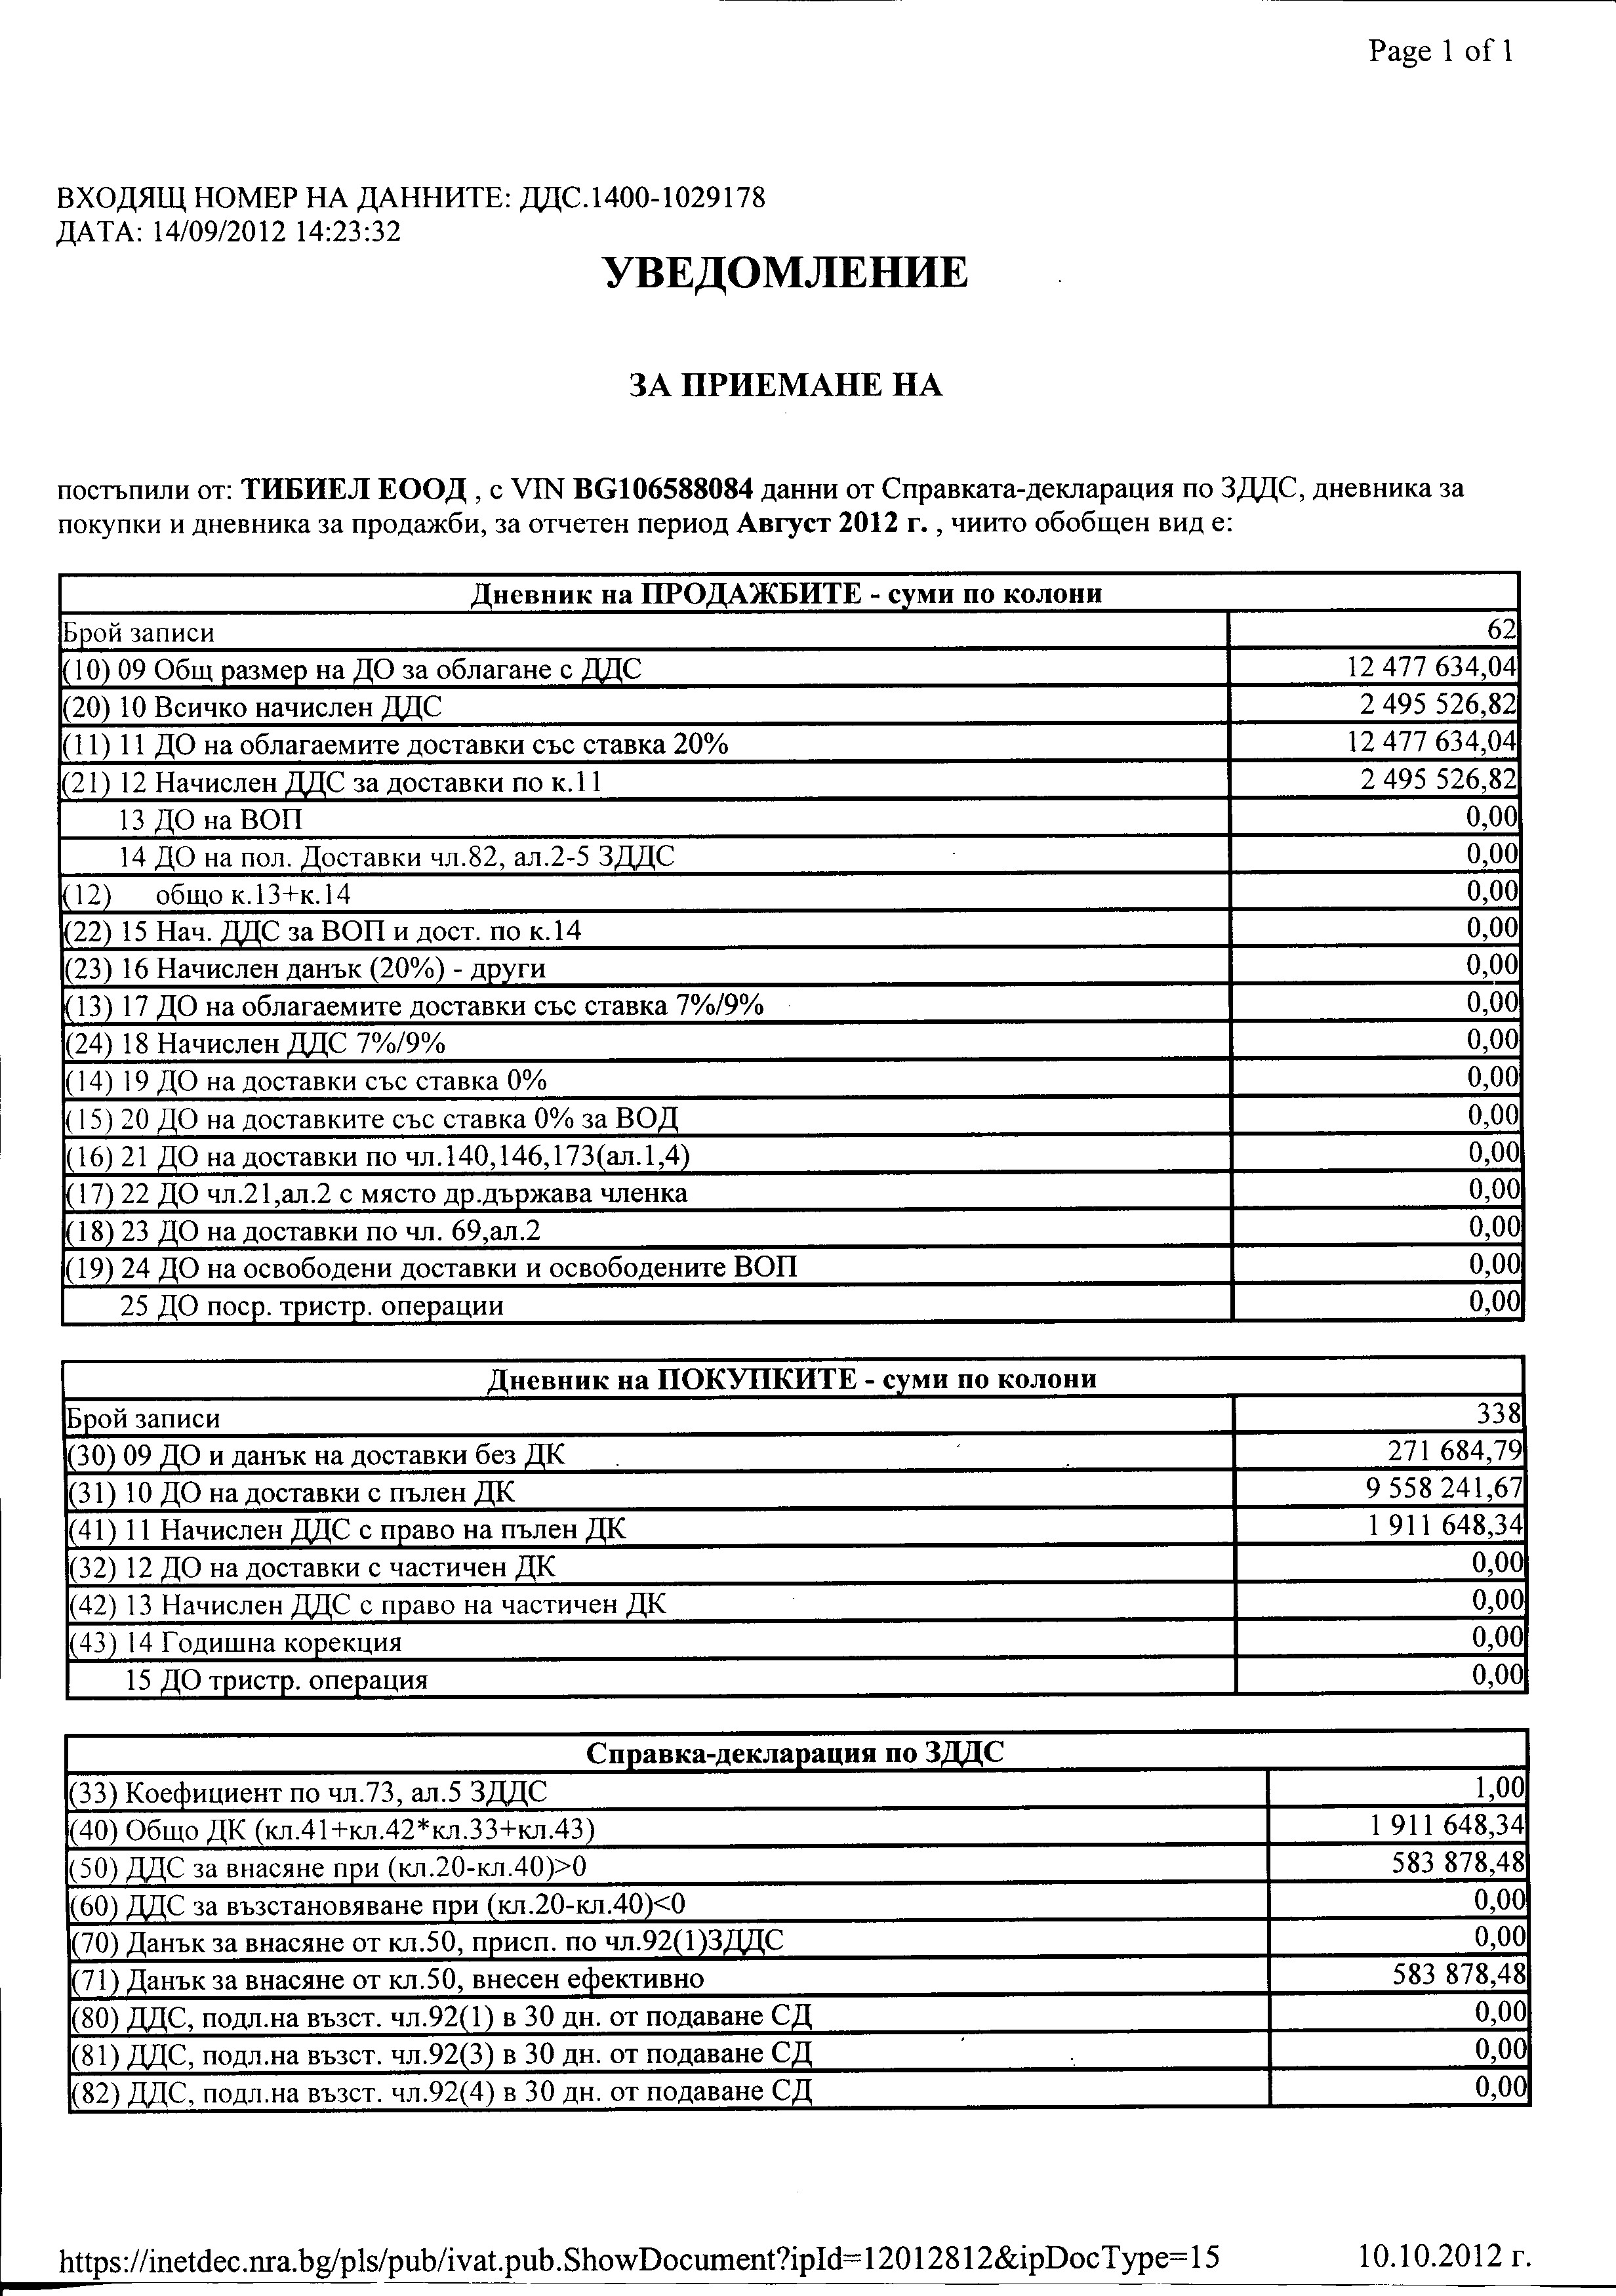 Page 1 of 1
ВХОДЯЩ НОМЕР НА ДАННИТЕ: ДДС.1400-1029178
ДАТА: 14/09/2012 14:23:32
УВЕДОМЛЕНИЕ
ЗА ПРИЕМАНЕ НА
постъпили от: ТИБИЕЛ ЕООД , с VIN BG106588084 данни от Справката-декларация по ЗДДС, дневника за
покупки и дневника за продажби, за отчетен период Август 2012 г. , чиито обобщен вид е:
Дневник на ПРОДАЖБИТЕ - суми по колони
Брой записи 62
(10) 09 Общ размер на ДО за облагане с ДДС 12 477 634,04
(20) 10 Всичко начислен ДДС 2 495 526,82
(11) 11 ДО на облагаемите доставки със ставка 20% 12 477 634,04
(21) 12 Начислен ДДС за доставки по к.11 2 495 526,82
13 ДО на ВОП 0,00
14 ДО на пол. Доставки чл.82, ал.2-5 ЗДДС 0,00
(12) общо к.13+к.14 0,00
(22) 15 Нач. ДДС за ВОП и дост. по к.14 0,00
(23) 16 Начислен данък (20%) - други 0,00
(13) 17 ДО на облагаемите доставки със ставка 7%/9% 0,00
(24) 18 Начислен ДДС 7%/9% 0,00
(14) 19 ДО на доставки със ставка 0% 0,00
(15) 20 ДО на доставките със ставка 0% за ВОД 0,00
(16) 21 ДО на доставки по чл.140,146,173(ал.1,4) 0,00
(17) 22 ДО чл.21,ал.2 с място др.държава членка 0,00
(18) 23 ДО на доставки по чл. 69,ал.2 0,00
(19) 24 ДО на освободени доставки и освободените ВОП 0,00
25 ДО поср. тристр. операции 0,00
Дневник на ПОКУПКИТЕ - суми по колони
Брой записи 338
(30) 09 ДО и данък на доставки без ДК 271 684,79
(31) 10 ДО на доставки с пълен ДК 9 558 241,67
(41) 11 Начислен ДДС с право на пълен ДК 1 911 648,34
(32) 12 ДО на доставки с частичен ДК 0,00
(42) 13 Начислен ДДС с право на частичен ДК 0,00
(43) 14 Годишна корекция 0,00
15 ДО тристр. операция 0,00
Справка-декларация по ЗДДС
(33) Коефициент по чл.73, ал.5 ЗДДС 1,00
(40) Общо ДК (кл.41+кл.42*кл.33+кл.43) 1 911 648,34
(50) ДДС за внасяне при (кл.20-кл.40)>0 583 878,48
(60) ДДС за възстановяване при (кл.20-кл.40)<0 0,00
(70) Данък за внасяне от кл.50, присп. по чл.92(1)ЗДДС 0,00
(71) Данък за внасяне от кл.50, внесен ефективно 583 878,48
(80) ДДС, подл.на възст. чл.92(1) в 30 дн. от подаване СД 0,00
(81) ДДС, подл.на възст. чл.92(3) в 30 дн. от подаване СД 0,00
(82) ДДС, подл.на възст. чл.92(4) в 30 дн. от подаване СД 0,00
https://inetdec.nra.bg/pls/pub/ivat.pub.ShowDocument?ipId=12012812&ipDocType=15 10.10.2012 г.